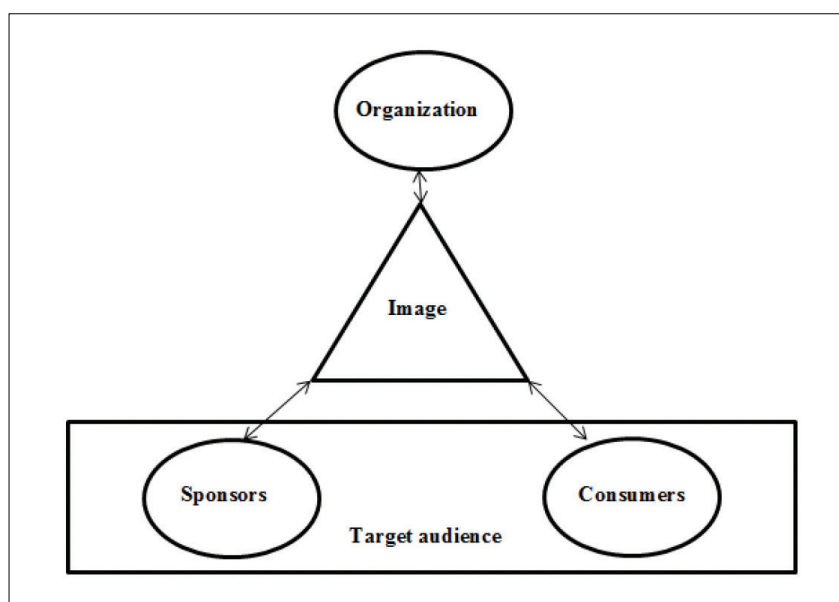 Organization
Image
Sponsors
Consumers
Target audience